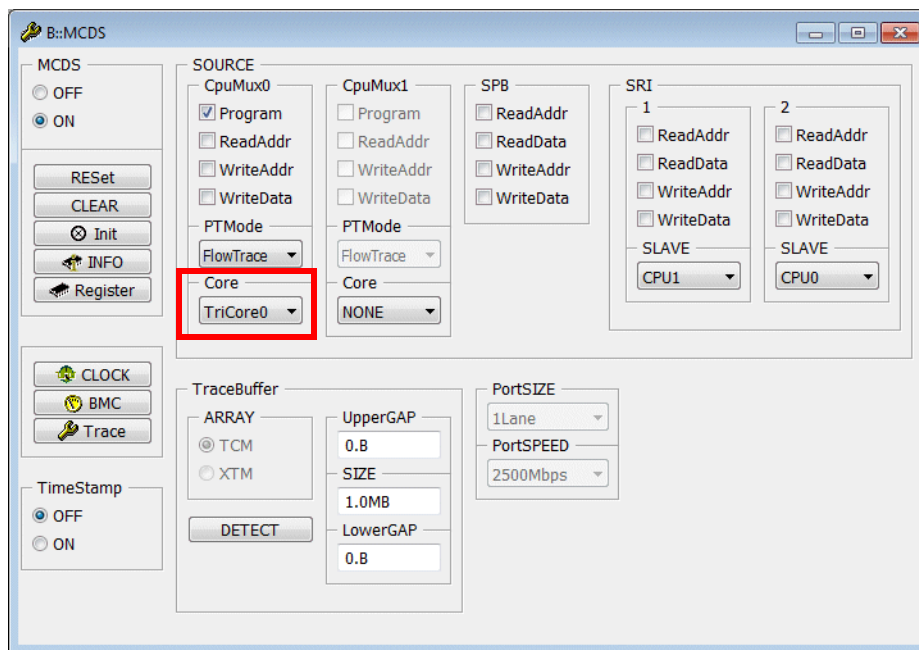 B::MCDS
MCDS
OFF
ON
RESet
CLEAR
Init
INFO
Register
CLOCK
BMC
Trace
TimeStamp
OFF
ON
SOURCE
CpuMux0
Program
ReadAddr
WriteAddr
WriteData
PTMode
FlowTrace
Core
TriCore0
CpuMux1
Program
ReadAddr
WriteAddr
WriteData
PTMode
FlowTrace
Core
NONE
SPB
ReadAddr
ReadData
WriteAddr
WriteData
SRI
1
ReadAddr
ReadData
WriteAddr
WriteData
SLAVE
CPU1
2
ReadAddr
ReadData
WriteAddr
WriteData
SLAVE
CPU0
TraceBuffer
ARRAY
TCM
XTM
DETECT
UpperGAP
0.B
SIZE
1.0MB
LowerGAP
0.B
PortSIZE
1Lane
PortSPEED
2500Mbps